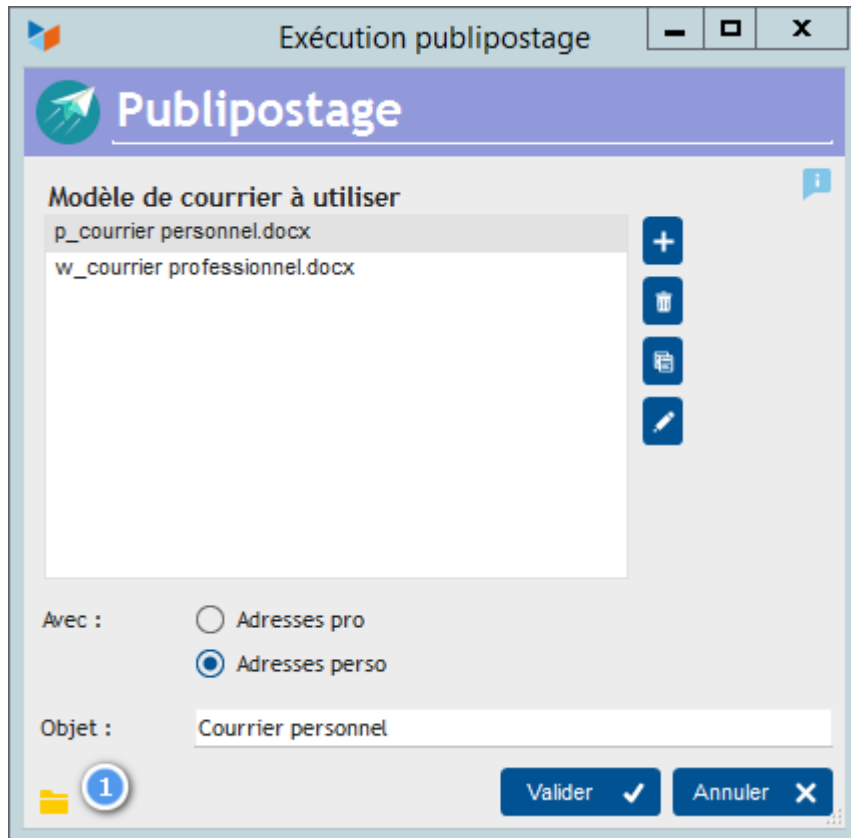 Exécution publipostage
Publipostage
Modèle de courrier à utiliser
p_courrier personnel.docx
w_courrier professionnel.docx
Avec :
Adresses pro
Adresses perso
Objet :
Courrier personnel
1
Valider
Annuler